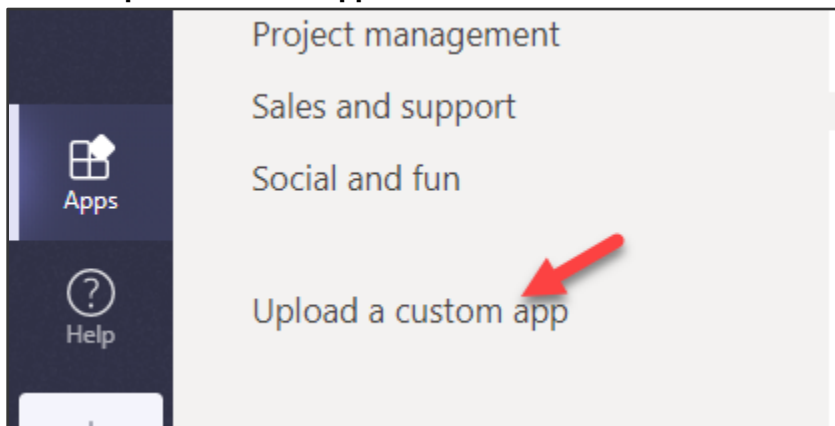 Project management
Sales and support
Social and fun
Apps
Upload a custom app
Help